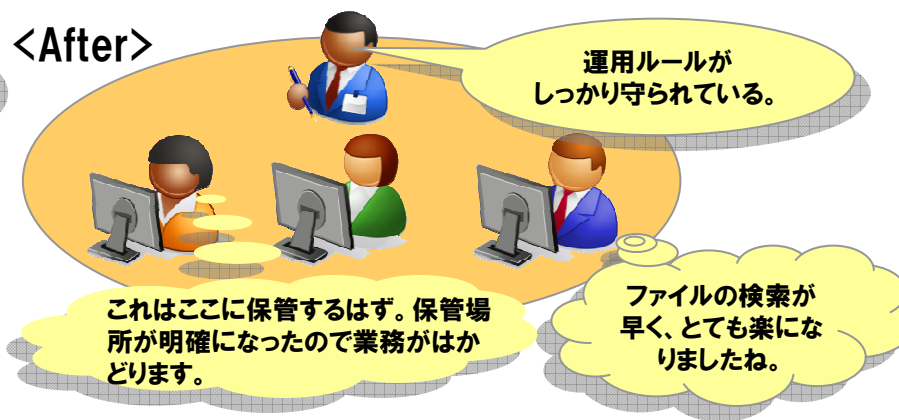 <After>
運用ルールが
しっかり守られている。
これはここに保管するはず。保管場
所が明確になったので業務がはか
どります。
ファイルの検索が
早く、とても楽にな
りましたね。